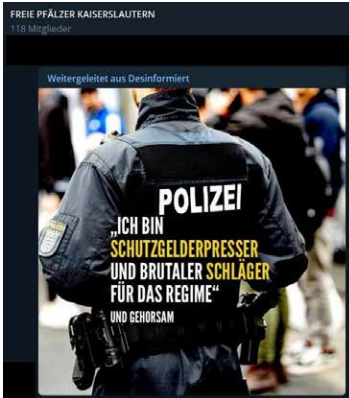 FREIE PFÄLZER KAISERSLAUTERN
118 Mitglieder
Weitergeleitet aus Desinformiert
POLIZEI
„ICH BIN
SCHUTZGELDERPRESSER
UND BRUTALER SCHLÄGER
FÜR DAS REGIME“
UND GEHORSAM